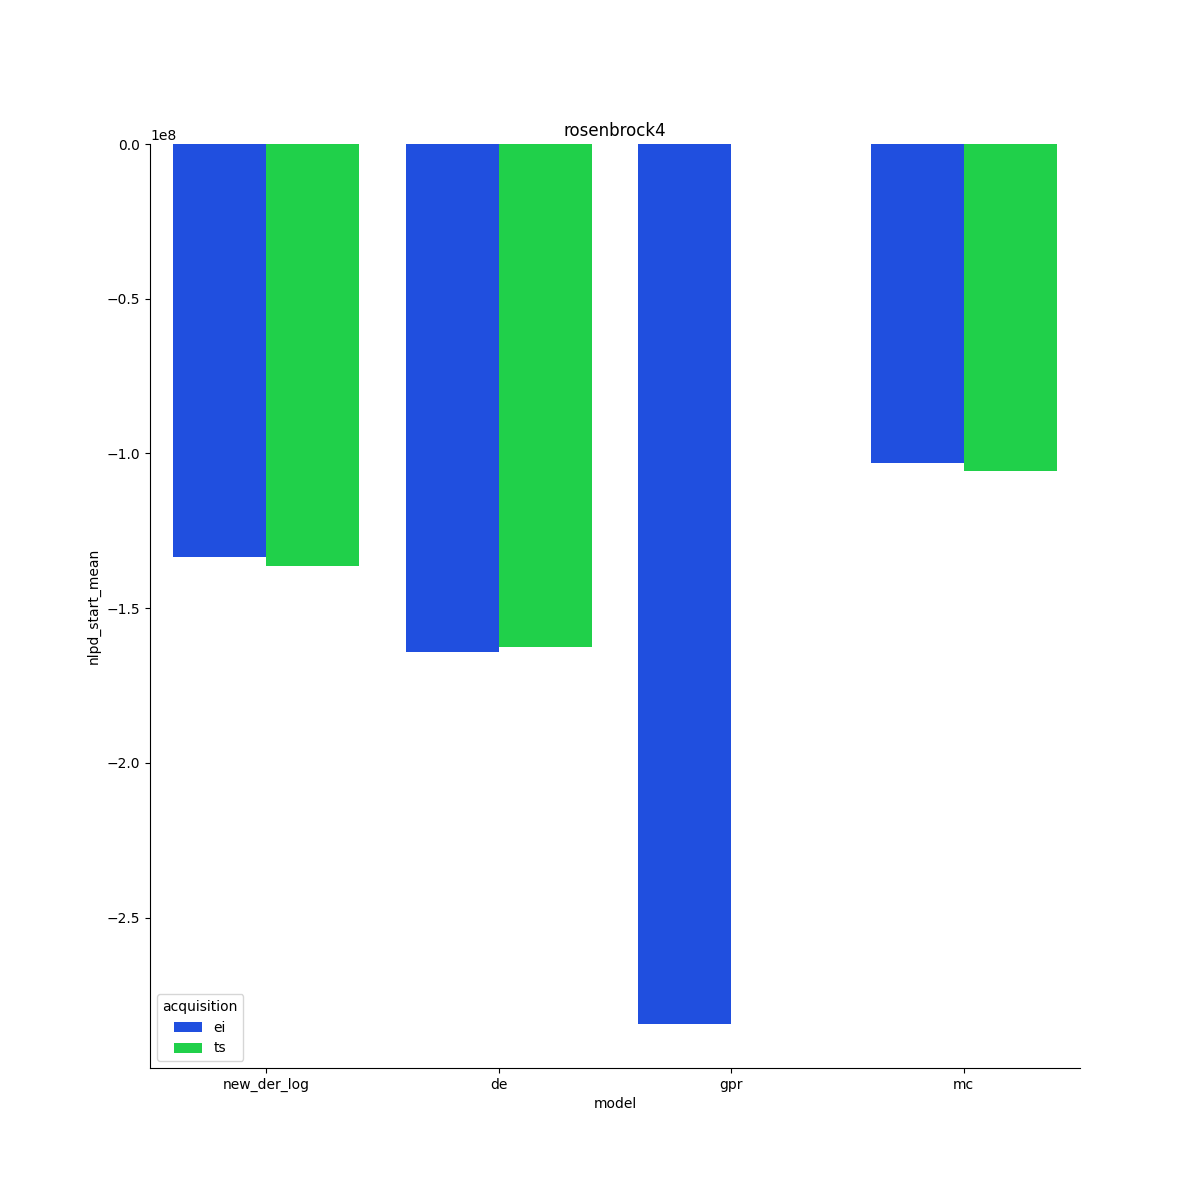 rosenbrock4
1e8
0.0
−0.5
−1.0
−1.5
−2.0
−2.5
nlpd_start_mean
acquisition
ei
ts
new_der_log de gpr mc
model